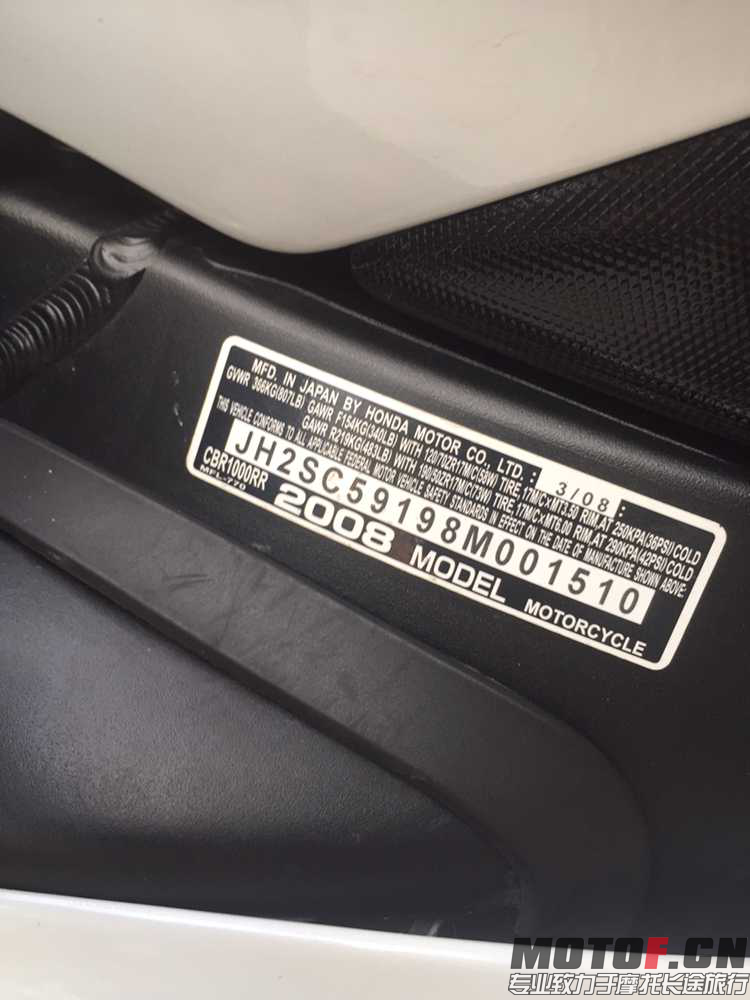 MFD. IN JAPAN BY HONDA MOTOR CO., LTD.: 3/08:
GVWR 366KG(807LB) GAWR F154KG(340LB) WITH 120/70ZR17M/C(58W) TIRE,17M/C×MT3.50 RIM,AT 250KPA(36PSI)COLD
GAWR R219KG(483LB) WITH 190/50ZR17M/C(73W) TIRE,17M/C×MT6.00 RIM,AT 290KPA(42PSI)COLD
THIS VEHICLE CONFORMS TO ALL APPLICABLE FEDERAL MOTOR VEHICLE SAFETY STANDARDS IN EFFECT ON THE DATE OF MANUFACTURE SHOWN ABOVE.
JH2SC59198M001510
CBR1000RR
MFL-770
2008 MODEL MOTORCYCLE
MOTOF.CN
专业致力于摩托长途旅行